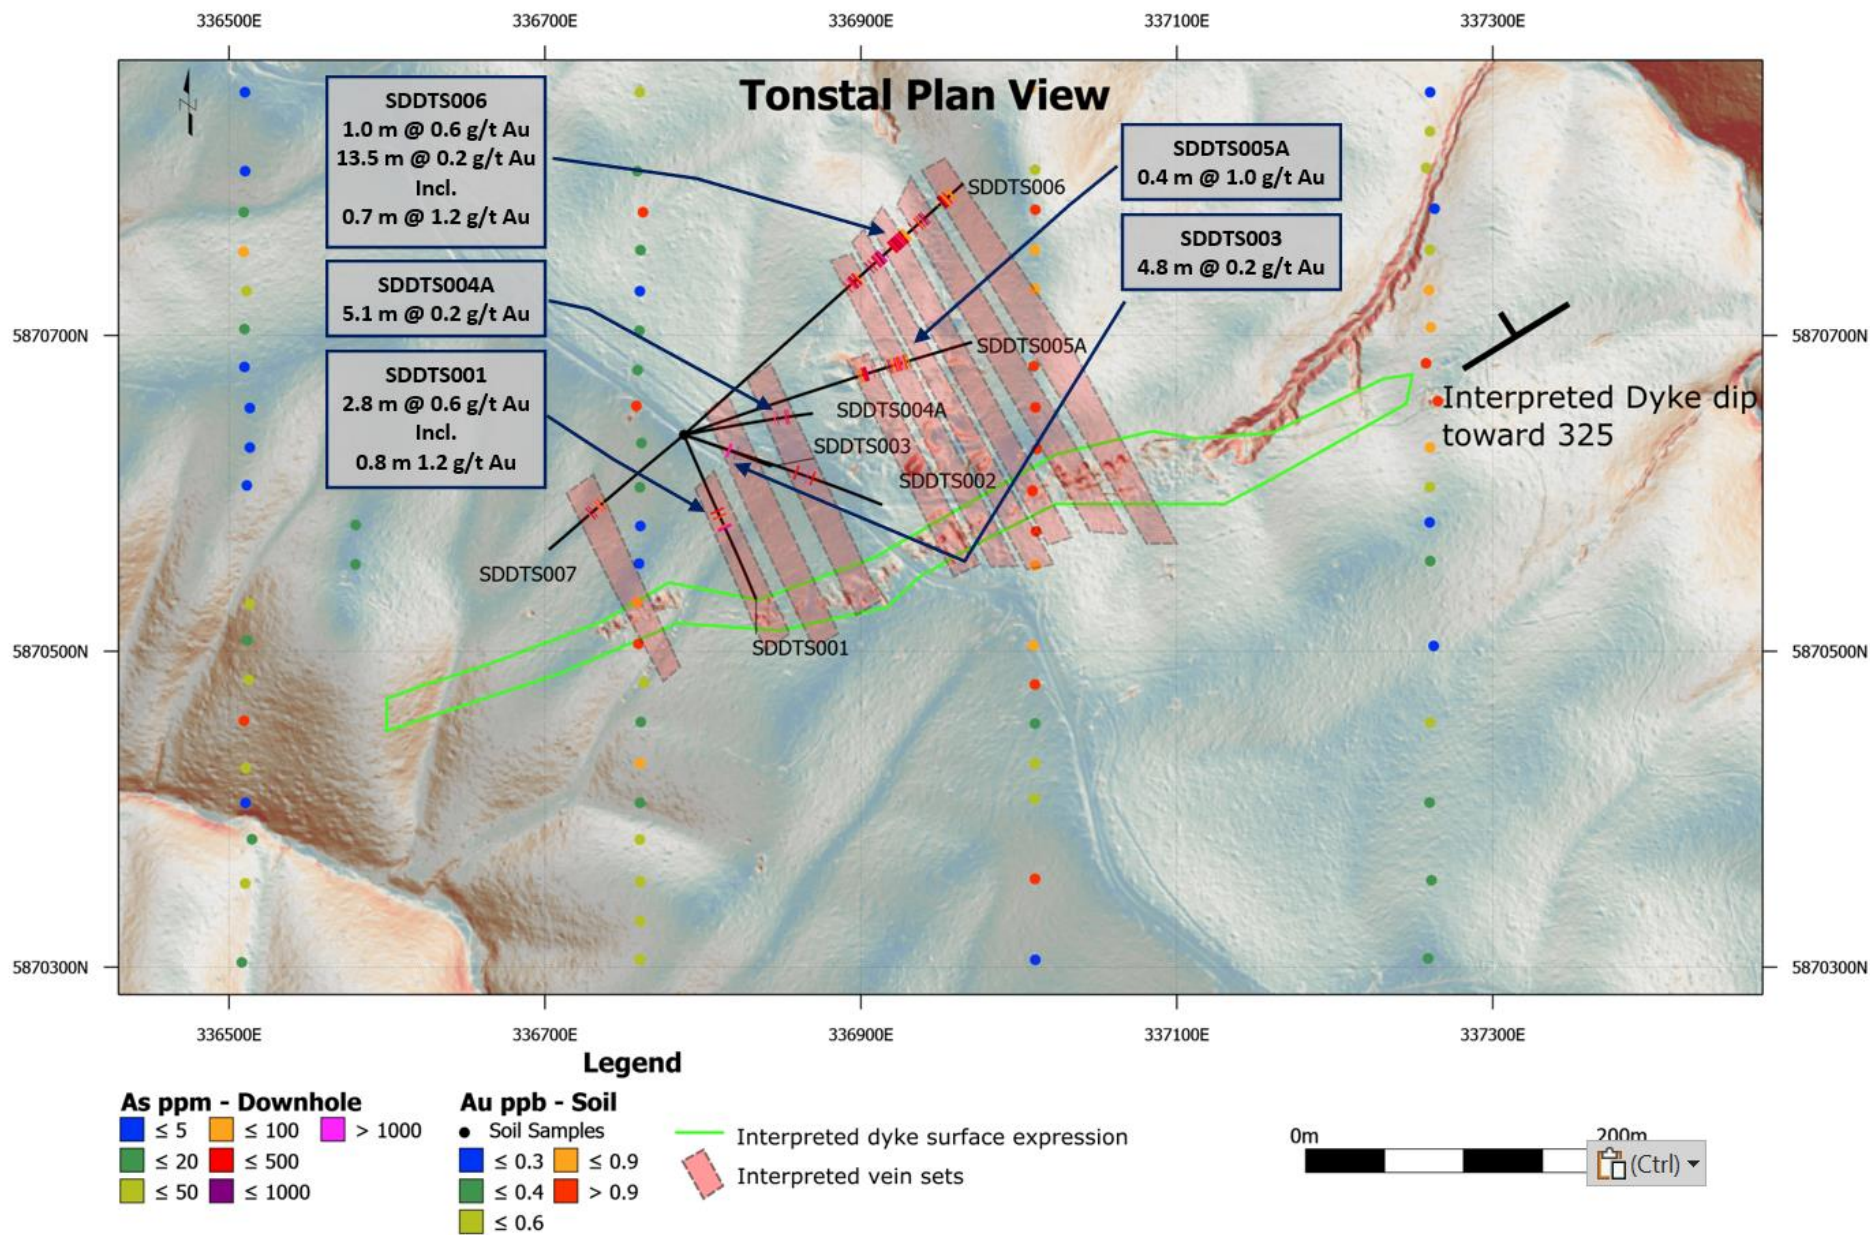 336500E
336700E
336900E
337100E
337300E
Tonstal Plan View
N
SDDTS006
1.0 m @ 0.6 g/t Au
13.5 m @ 0.2 g/t Au
Incl.
0.7 m @ 1.2 g/t Au
SDDTS005A
0.4 m @ 1.0 g/t Au
SDDTS006
SDDTS003
4.8 m @ 0.2 g/t Au
SDDTS004A
5.1 m @ 0.2 g/t Au
5870700N
5870700N
SDDTS005A
SDDTS001
2.8 m @ 0.6 g/t Au
Incl.
0.8 m 1.2 g/t Au
Interpreted Dyke dip
toward 325
SDDTS004A
SDDTS003
SDDTS002
SDDTS007
SDDTS001
5870500N
5870500N
5870300N
5870300N
336500E
336700E
336900E
337100E
337300E
Legend
As ppm - Downhole
≤ 5
≤ 100
> 1000
≤ 20
≤ 500
≤ 50
≤ 1000
Au ppb - Soil
Soil Samples
≤ 0.3
≤ 0.9
≤ 0.4
> 0.9
≤ 0.6
Interpreted dyke surface expression
Interpreted vein sets
0m
200m
(Ctrl)